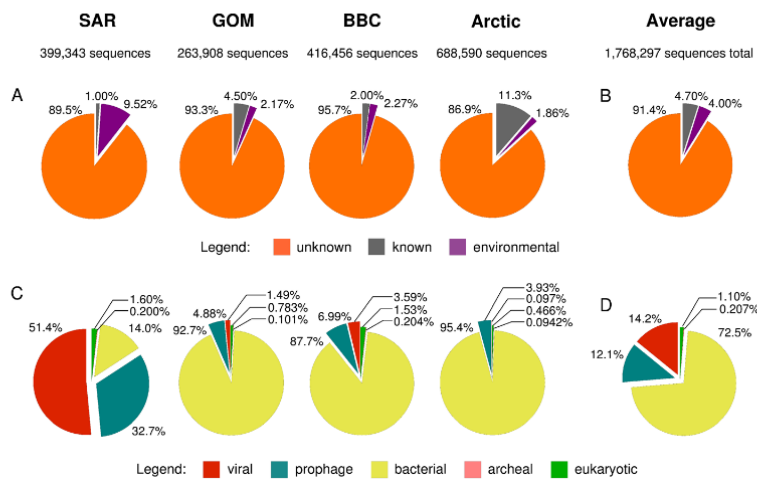 SAR GOM BBC Arctic Average
399,343 sequences 263,908 sequences 416,456 sequences 688,590 sequences 1,768,297 sequences total
A B
1.00% 9.52% 89.5%
4.50% 2.17% 93.3%
2.00% 2.27% 95.7%
11.3% 1.86% 86.9%
4.70% 4.00% 91.4%
Legend: unknown known environmental
C D
1.60% 0.200% 51.4% 14.0% 32.7%
1.49% 4.88% 0.783% 0.101% 92.7%
3.59% 6.99% 1.53% 0.204% 87.7%
3.93% 0.097% 0.466% 0.0942% 95.4%
1.10% 0.207% 14.2% 72.5% 12.1%
Legend: viral prophage bacterial archeal eukaryotic